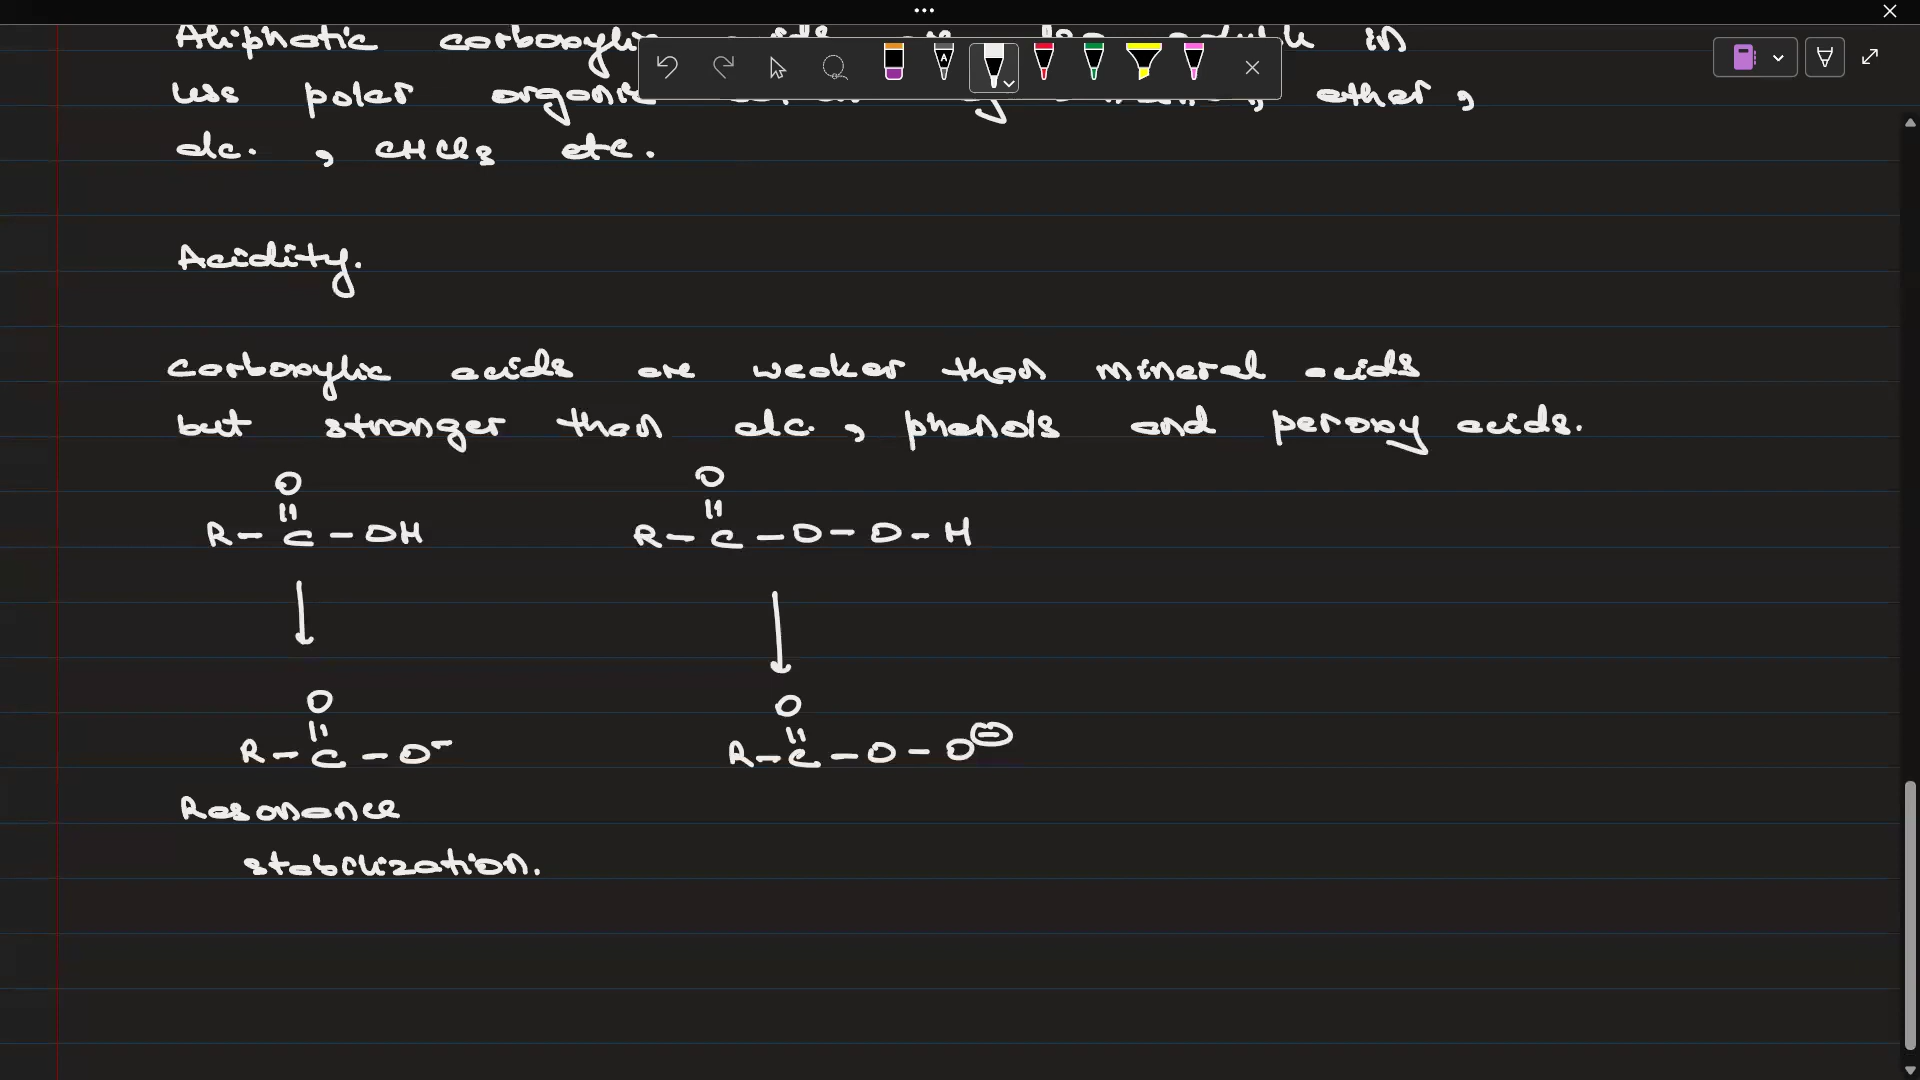 Aliphatic carboxylic in
less polar organic ether,
alc. , CHCl3 etc.
Acidity.
Carboxylic acids are weaker than mineral acids
but stronger than alc. , phenols and peroxy acids.
O O
|| ||
R - C - OH R - C - O - O - H
↓ ↓
O O
|| ||
R - C - O⁻ R - C - O - O⊖
Resonance
stabilization.